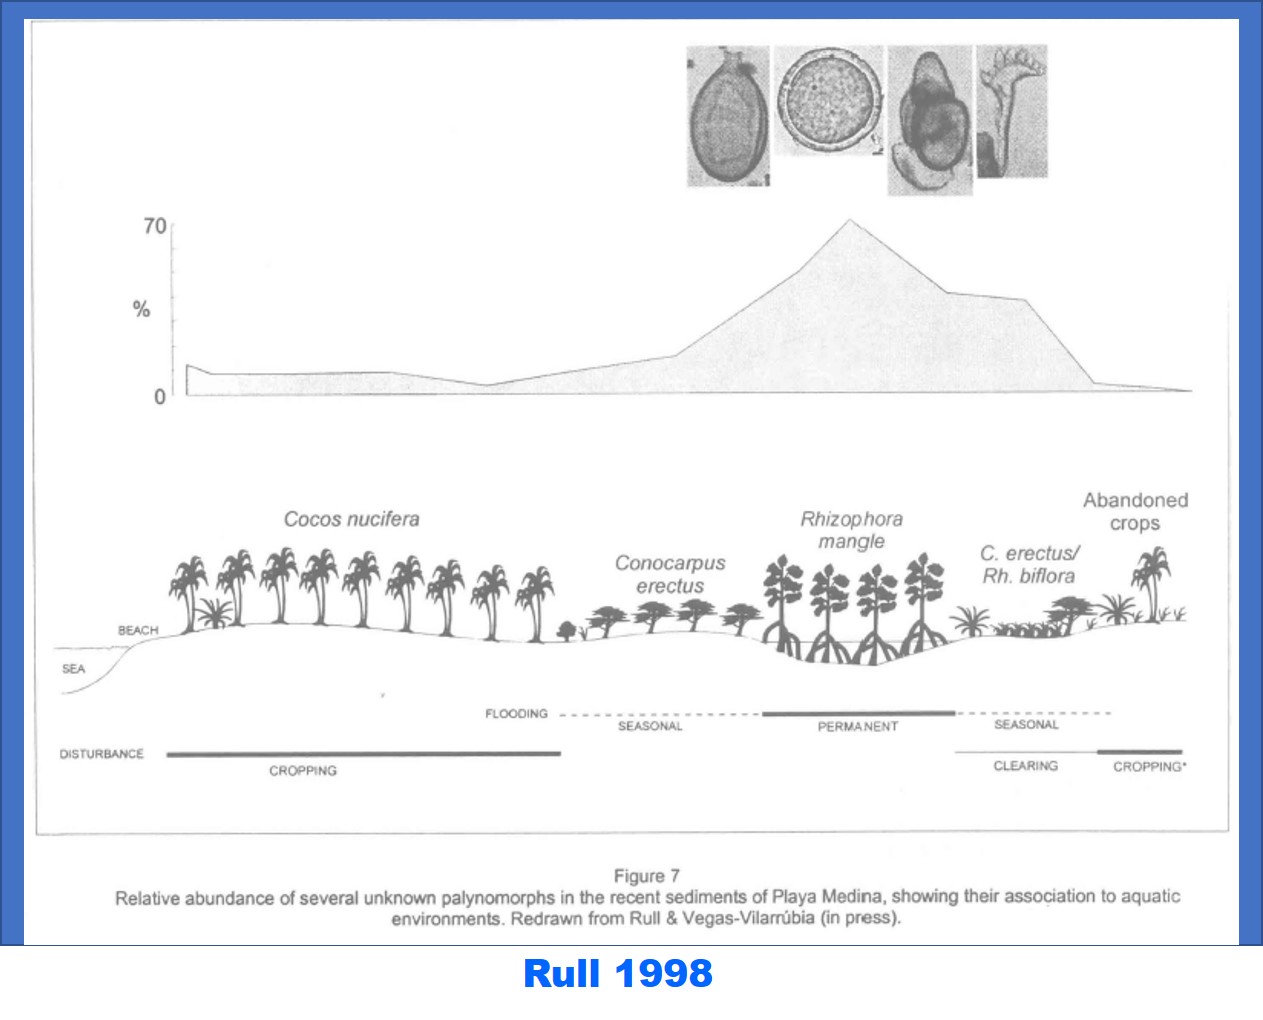 70
%
0
Cocos nucifera
Conocarpus
erectus
Rhizophora
mangle
C. erectus/
Rh. biflora
Abandoned
crops
BEACH
SEA
FLOODING
SEASONAL
PERMANENT
SEASONAL
DISTURBANCE
CROPPING
CLEARING
CROPPING*
Figure 7
Relative abundance of several unknown palynomorphs in the recent sediments of Playa Medina, showing their association to aquatic
environments. Redrawn from Rull & Vegas-Vilarrúbia (in press).
Rull 1998